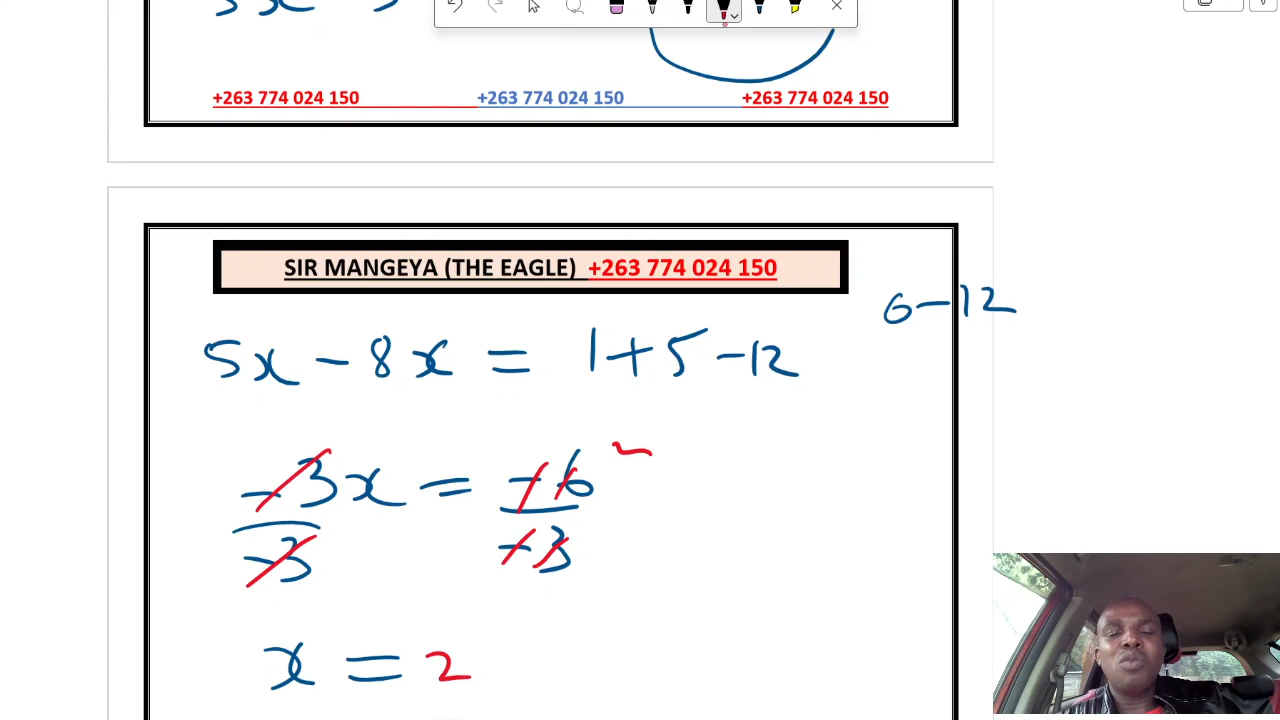 +263 774 024 150 +263 774 024 150 +263 774 024 150
SIR MANGEYA (THE EAGLE) +263 774 024 150
6-12
5x - 8x = 1+5-12
-3x = -6 2
-3 -3
x = 2